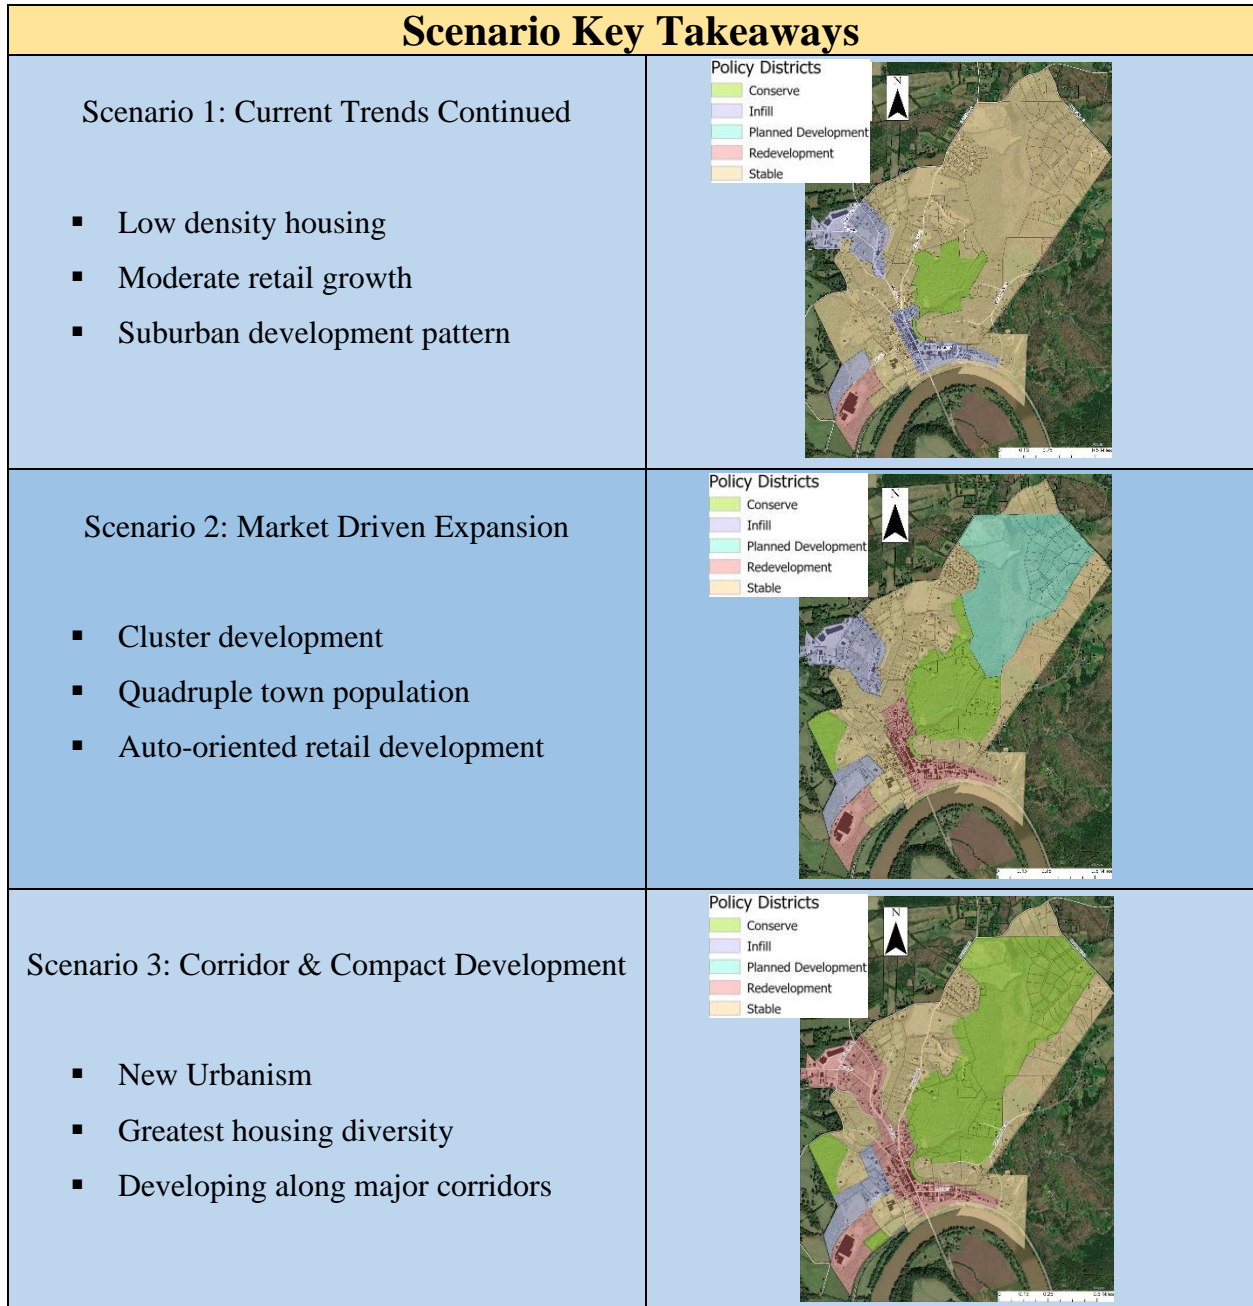 Scenario Key Takeaways
Scenario 1: Current Trends Continued
▪ Low density housing
▪ Moderate retail growth
▪ Suburban development pattern
Policy Districts
Conserve
Infill
Planned Development
Redevelopment
Stable
N
Scenario 2: Market Driven Expansion
▪ Cluster development
▪ Quadruple town population
▪ Auto-oriented retail development
Policy Districts
Conserve
Infill
Planned Development
Redevelopment
Stable
N
Scenario 3: Corridor & Compact Development
▪ New Urbanism
▪ Greatest housing diversity
▪ Developing along major corridors
Policy Districts
Conserve
Infill
Planned Development
Redevelopment
Stable
N